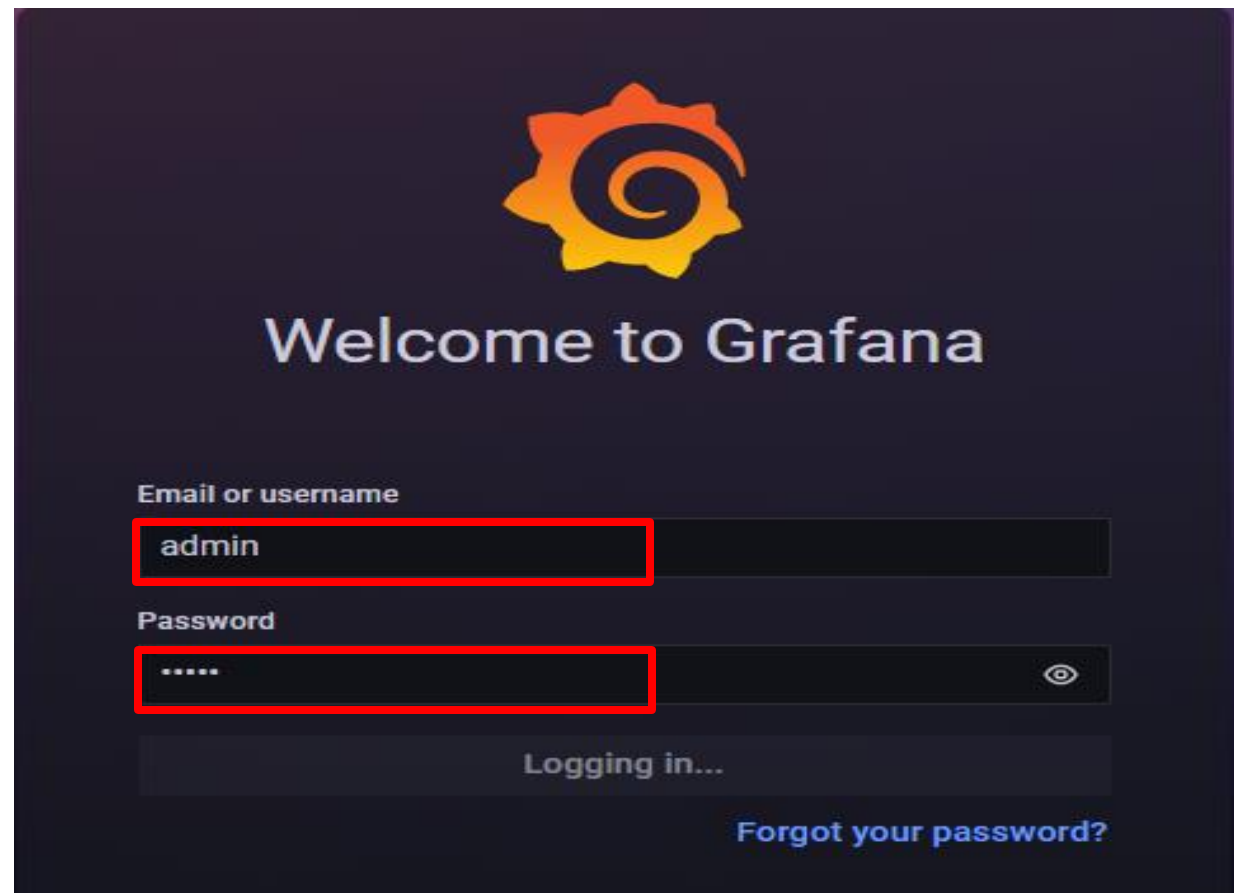 Welcome to Grafana
Email or username
admin
Password
•••••
Logging in...
Forgot your password?